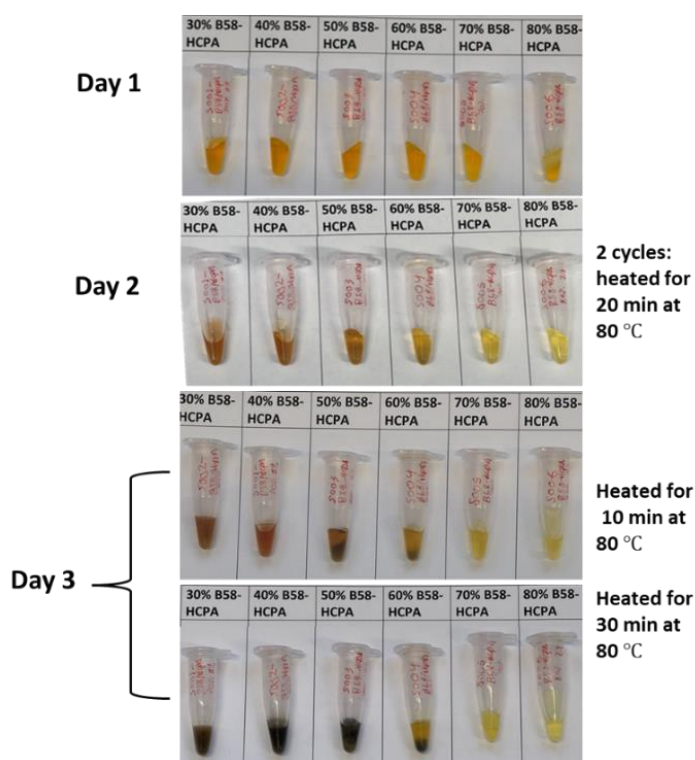 30% B58- 40% B58- 50% B58- 60% B58- 70% B58- 80% B58-
HCPA HCPA HCPA HCPA HCPA HCPA
Day 1
30% B58- 40% B58- 50% B58- 60% B58- 70% B58- 80% B58-
HCPA HCPA HCPA HCPA HCPA HCPA
Day 2
2 cycles:
heated for
20 min at
80 °C
30% B58- 40% B58- 50% B58- 60% B58- 70% B58- 80% B58-
HCPA HCPA HCPA HCPA HCPA HCPA
Heated for
10 min at
80 °C
Day 3
30% B58- 40% B58- 50% B58- 60% B58- 70% B58- 80% B58-
HCPA HCPA HCPA HCPA HCPA HCPA
Heated for
30 min at
80 °C